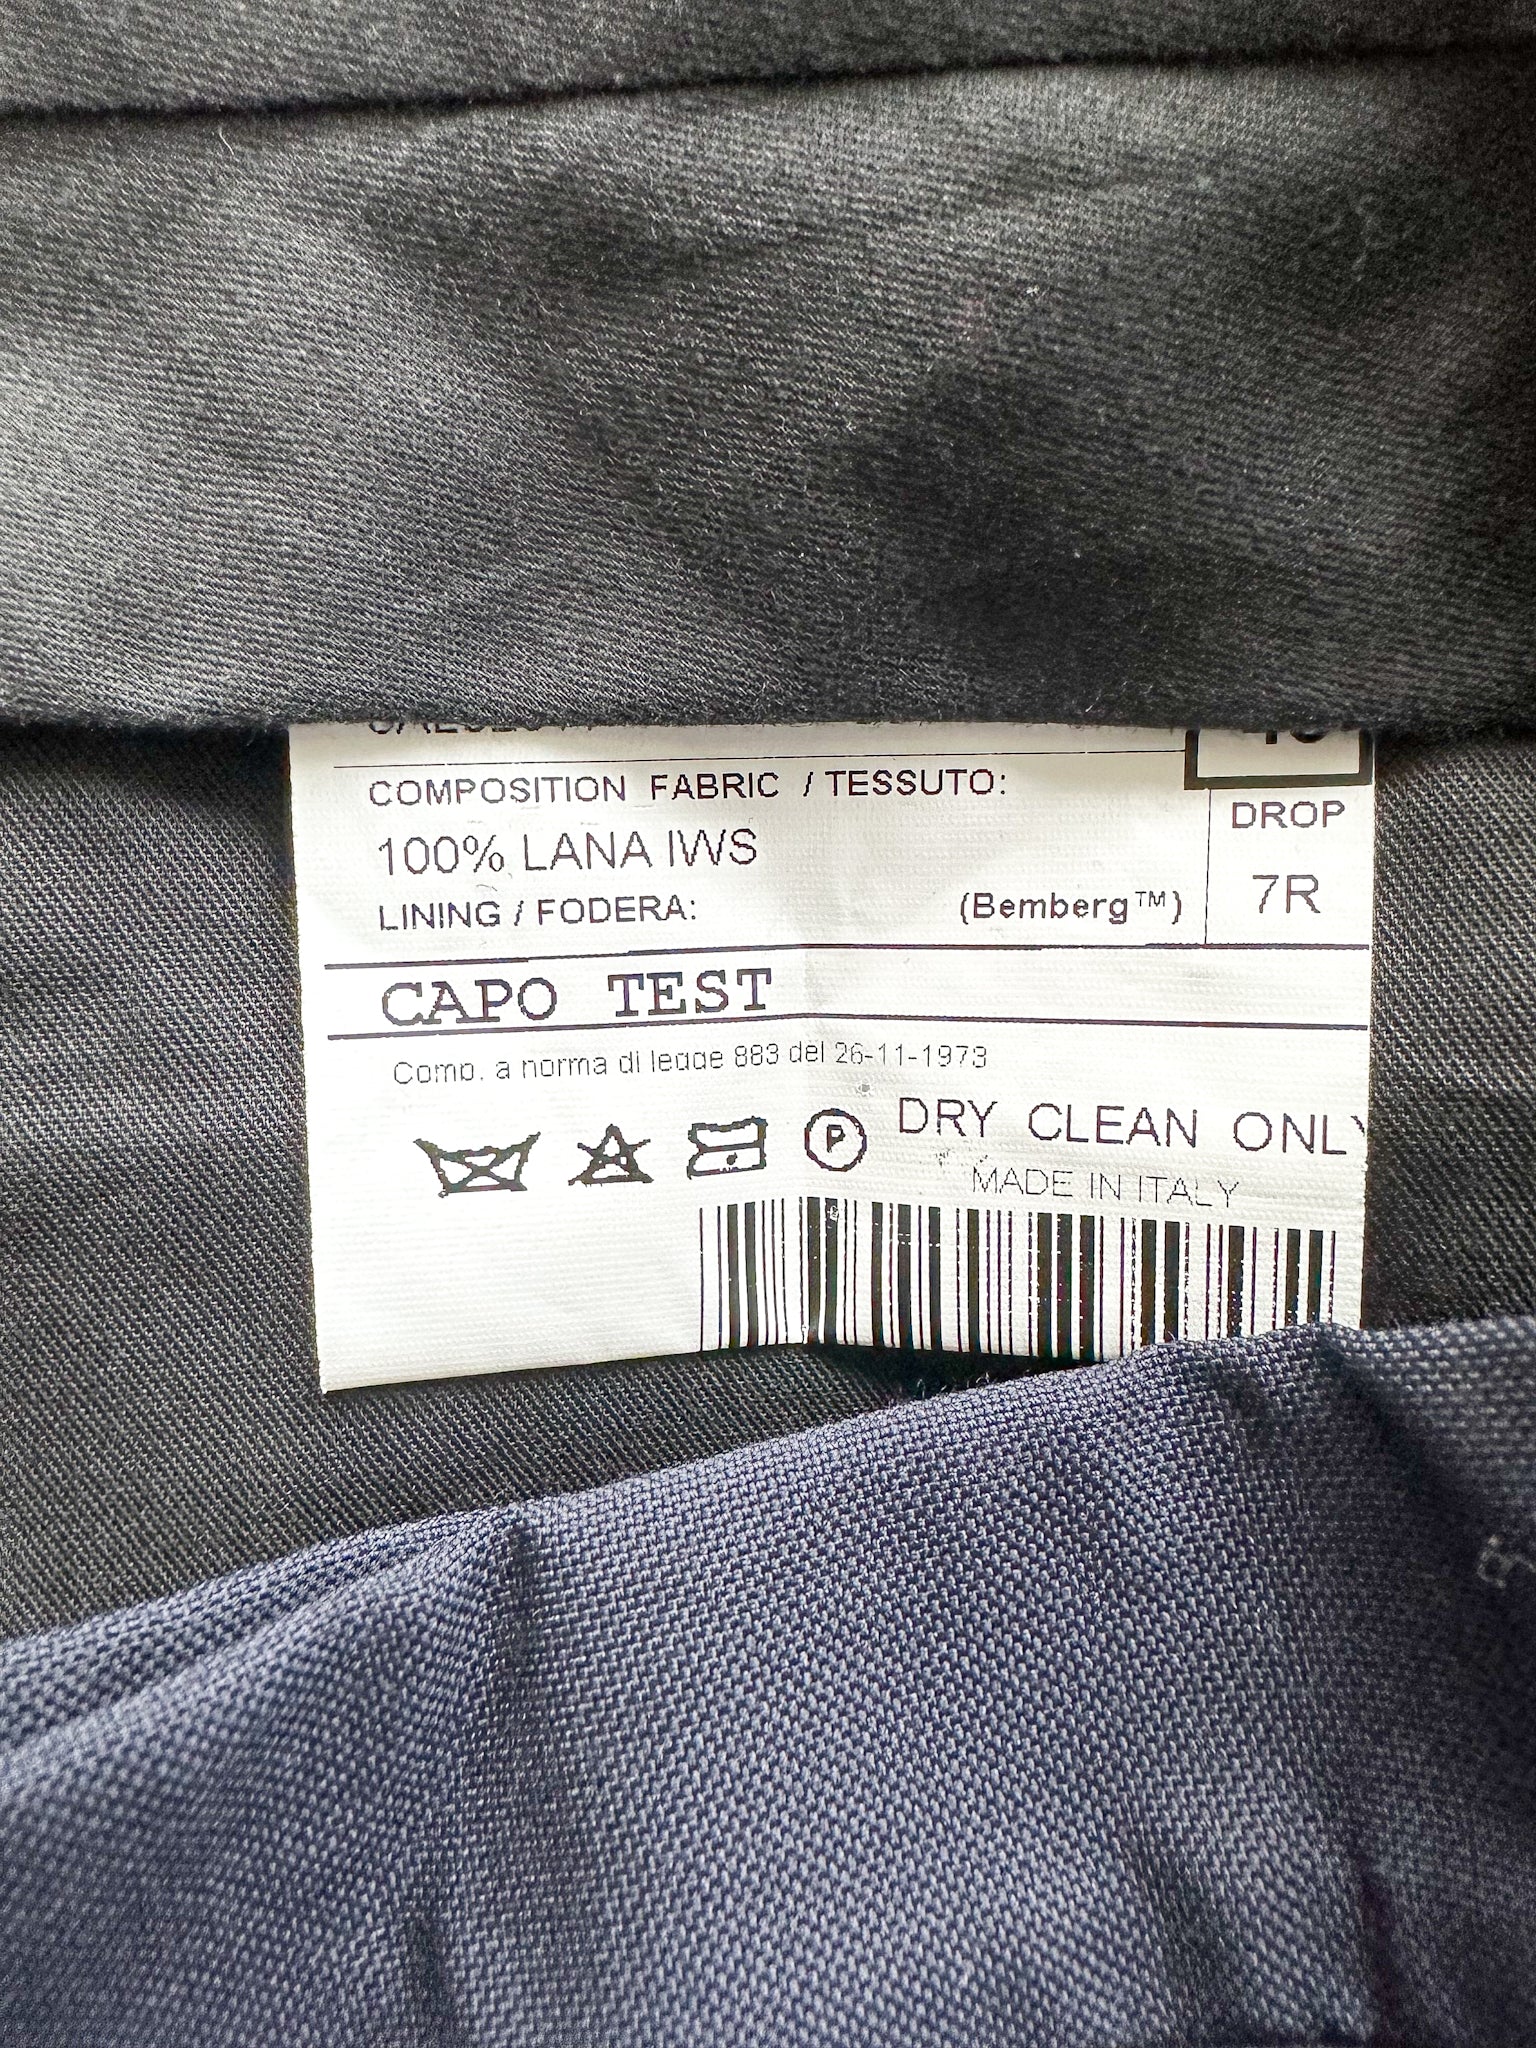 COMPOSITION FABRIC / TESSUTO:
DROP
100% LANA IWS
7R
LINING / FODERA: (Bemberg™)
CAPO TEST
Comp. a norma di legge 883 del 26-11-1973
P DRY CLEAN ONLY
MADE IN ITALY